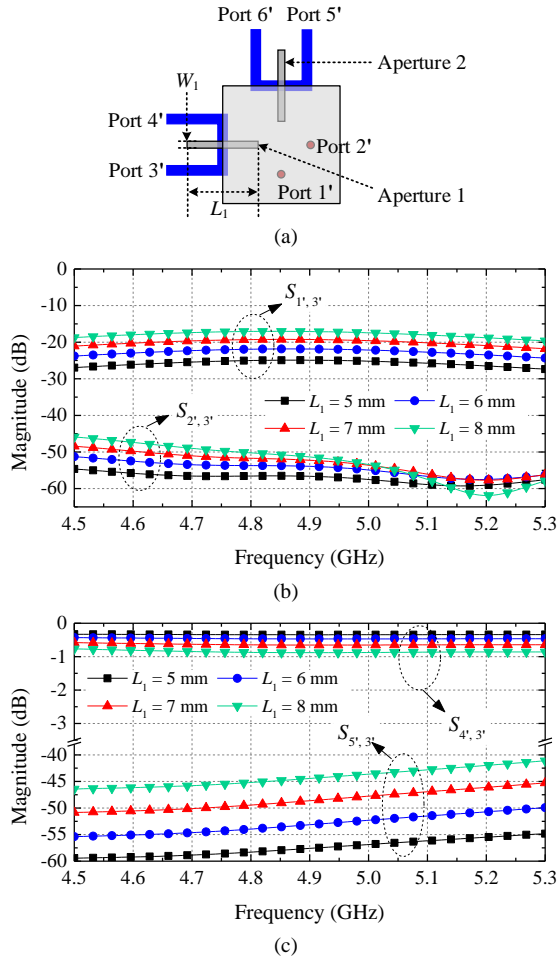 Port 6' Port 5'
Aperture 2
W1
Port 4'
Port 2'
Port 3'
Port 1'
Aperture 1
L1
(a)
0
-10
-20
-30
-40
-50
-60
Magnitude (dB)
S1', 3'
L1 = 5 mm L1 = 6 mm
L1 = 7 mm L1 = 8 mm
S2', 3'
4.5 4.6 4.7 4.8 4.9 5.0 5.1 5.2 5.3
Frequency (GHz)
(b)
0
-1
-2
-3
-40
-45
-50
-55
-60
Magnitude (dB)
L1 = 5 mm L1 = 6 mm
L1 = 7 mm L1 = 8 mm
S5', 3'
S4', 3'
4.5 4.6 4.7 4.8 4.9 5.0 5.1 5.2 5.3
Frequency (GHz)
(c)